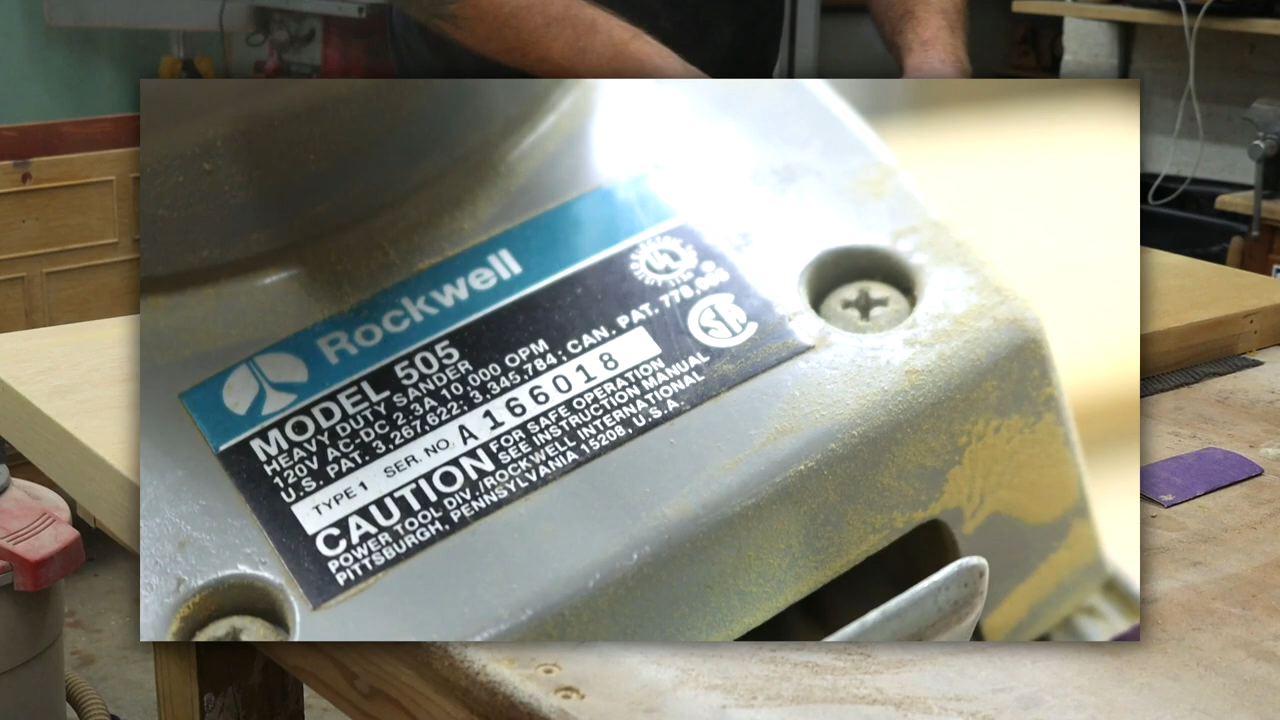 Rockwell
MODEL 505
HEAVY DUTY SANDER
120V AC-DC 2.3A 10,000 OPM
U.S. PAT. 3,267,622; 3,345,784; CAN. PAT. 778,
TYPE 1 SER. NO. A 166018
CAUTION FOR SAFE OPERATION
SEE INSTRUCTION MANUAL
POWER TOOL DIV./ROCKWELL INTERNATIONAL
PITTSBURGH, PENNSYLVANIA 15208, U.S.A.
UL
SA